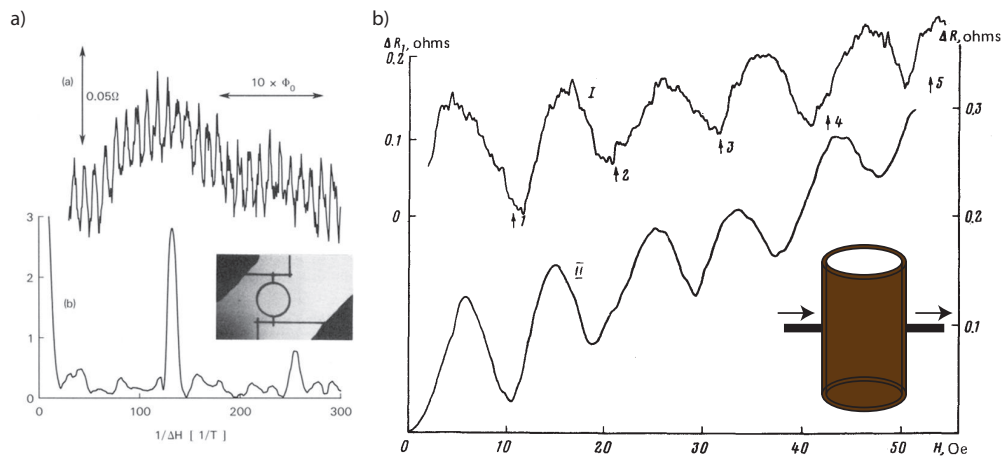 a)
(a)
0.05Ω
10 × Φ₀
3
2
(b)
1
0
0 100 200 300
1/ΔH [ 1/T ]
b)
Δ R₁, ohms
Δ R, ohms
0.2
I
5
0.1
4
0,3
3
2
0
1
0,2
II
0,1
0 10 20 30 40 50 H, Oe